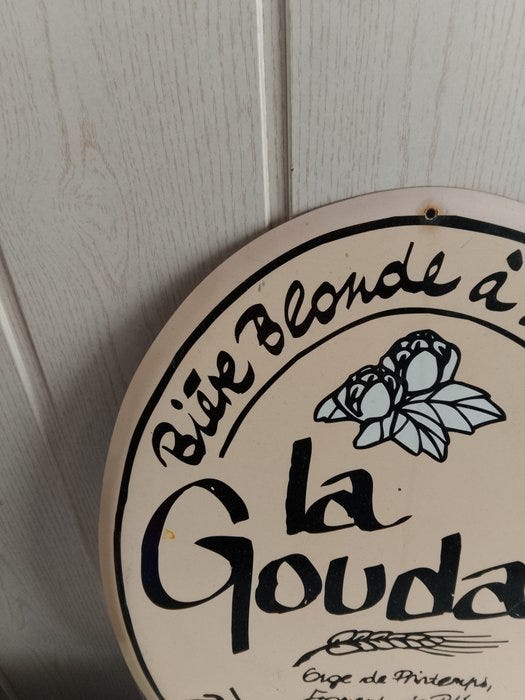 Bière Blonde à
la
Gouda
Orge de Printemps,